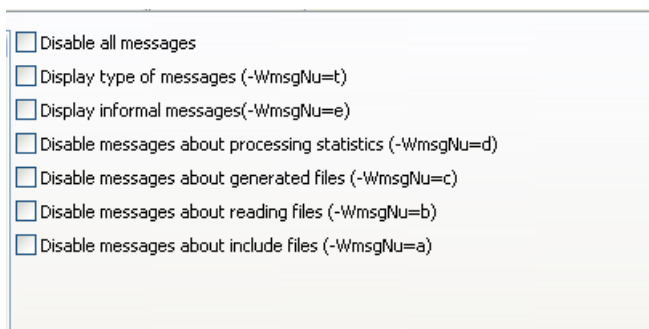 Disable all messages
Display type of messages (-WmsgNu=t)
Display informal messages(-WmsgNu=e)
Disable messages about processing statistics (-WmsgNu=d)
Disable messages about generated files (-WmsgNu=c)
Disable messages about reading files (-WmsgNu=b)
Disable messages about include files (-WmsgNu=a)